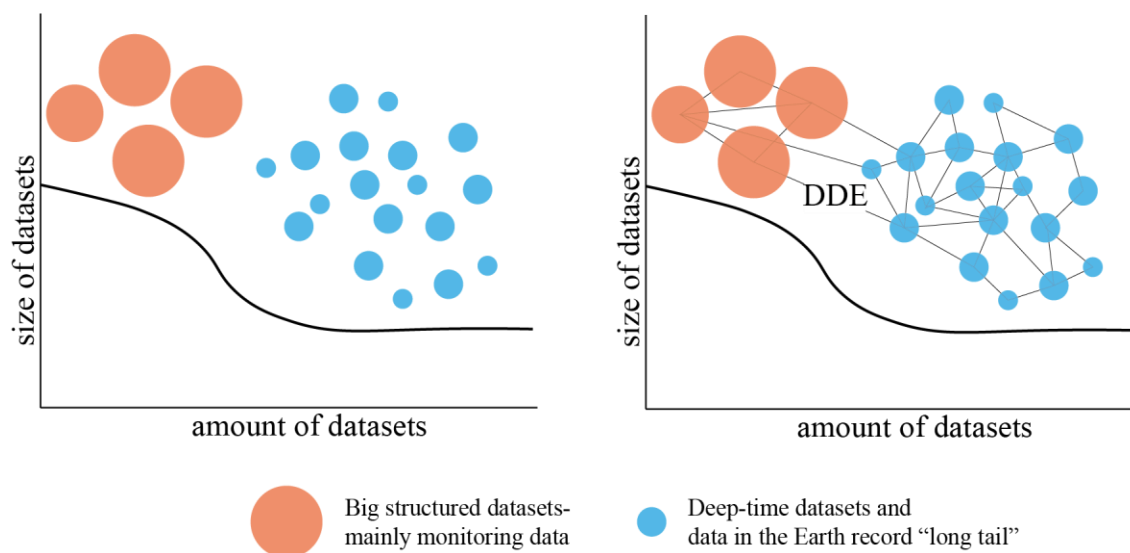 size of datasets
amount of datasets
DDE
size of datasets
amount of datasets
Big structured datasets-
mainly monitoring data
Deep-time datasets and
data in the Earth record “long tail”